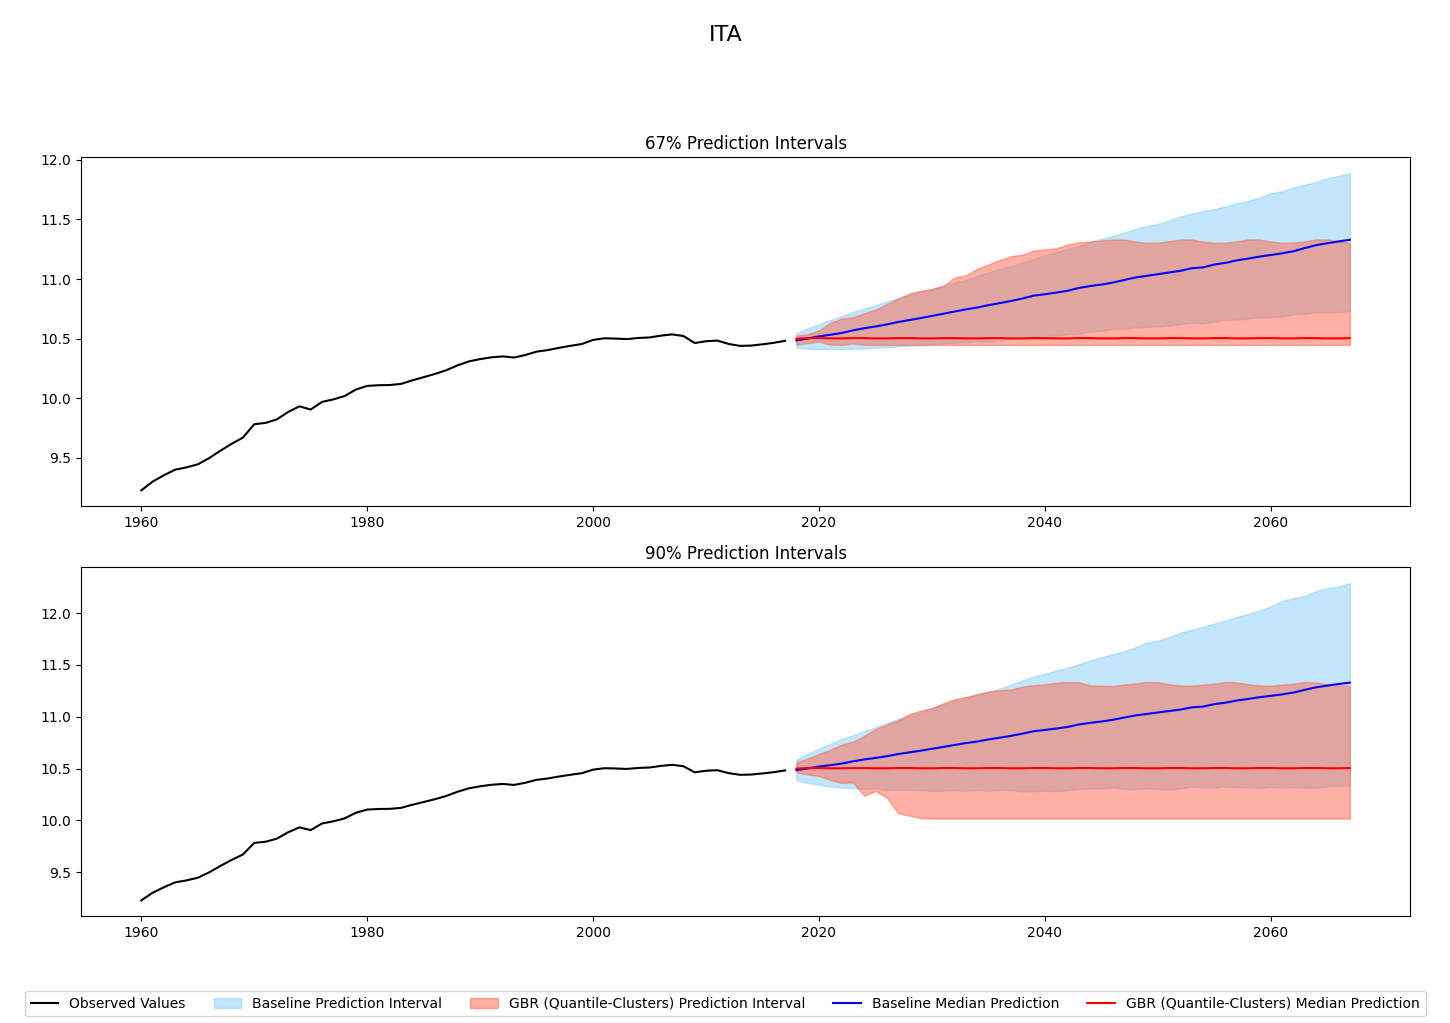 ITA
67% Prediction Intervals
12.0
11.5
11.0
10.5
10.0
9.5
1960 1980 2000 2020 2040 2060
90% Prediction Intervals
12.0
11.5
11.0
10.5
10.0
9.5
1960 1980 2000 2020 2040 2060
Observed Values Baseline Prediction Interval GBR (Quantile-Clusters) Prediction Interval Baseline Median Prediction GBR (Quantile-Clusters) Median Prediction